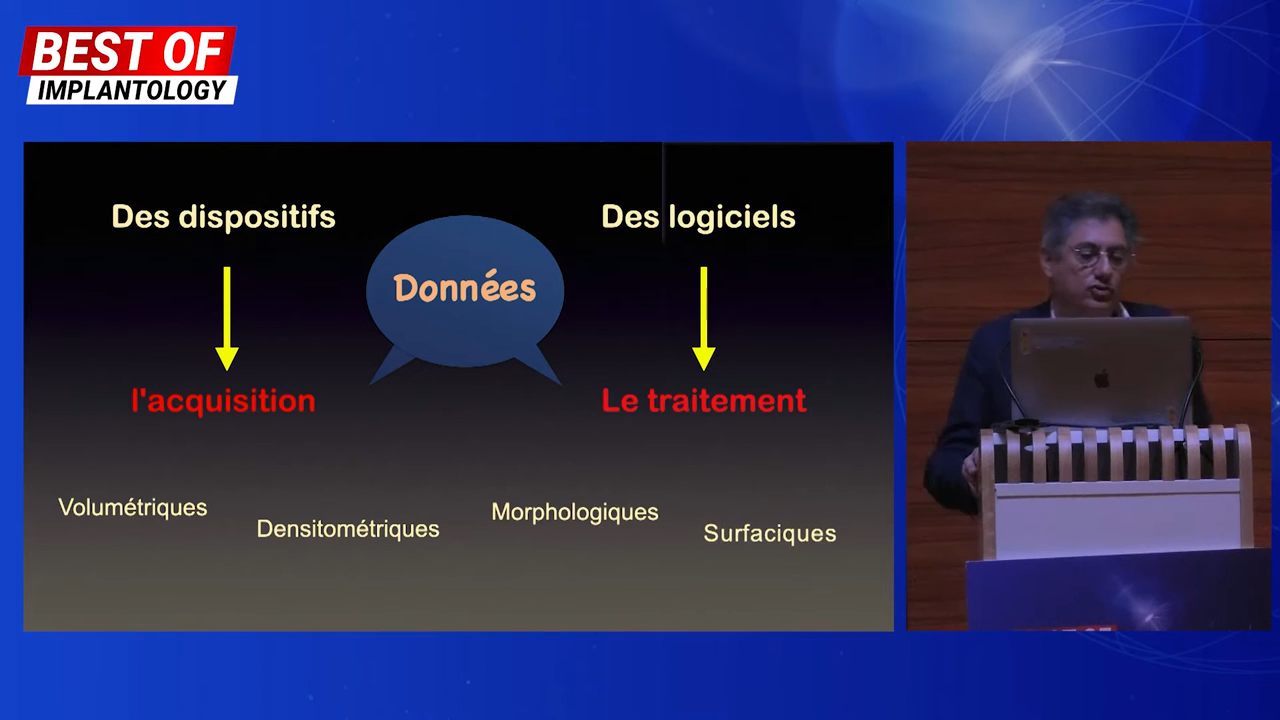 BEST OF
IMPLANTOLOGY
Des dispositifs
Des logiciels
Données
l'acquisition
Le traitement
Volumétriques
Densitométriques
Morphologiques
Surfaciques